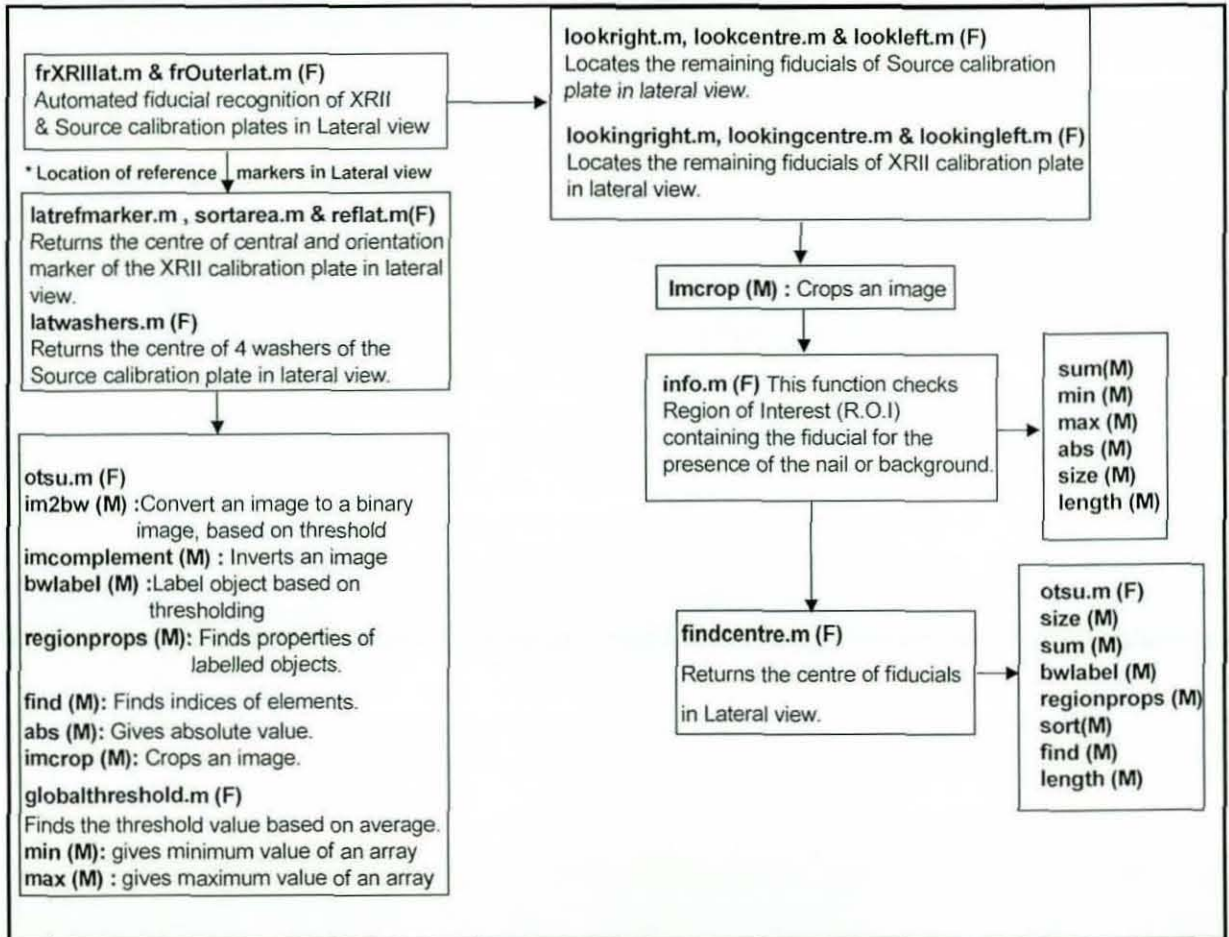 frXRIIlat.m & frOuterlat.m (F)
Automated fiducial recognition of XRII
& Source calibration plates in Lateral view
* Location of reference markers in Lateral view
latrefmarker.m , sortarea.m & reflat.m(F)
Returns the centre of central and orientation
marker of the XRII calibration plate in lateral
view.
latwashers.m (F)
Returns the centre of 4 washers of the
Source calibration plate in lateral view.
otsu.m (F)
im2bw (M) :Convert an image to a binary
image, based on threshold
imcomplement (M) : Inverts an image
bwlabel (M) :Label object based on
thresholding
regionprops (M): Finds properties of
labelled objects.
find (M): Finds indices of elements.
abs (M): Gives absolute value.
imcrop (M): Crops an image.
globalthreshold.m (F)
Finds the threshold value based on average.
min (M): gives minimum value of an array
max (M) : gives maximum value of an array
lookright.m, lookcentre.m & lookleft.m (F)
Locates the remaining fiducials of Source calibration
plate in lateral view.
lookingright.m, lookingcentre.m & lookingleft.m (F)
Locates the remaining fiducials of XRII calibration plate
in lateral view.
Imcrop (M) : Crops an image
info.m (F) This function checks
Region of Interest (R.O.I)
containing the fiducial for the
presence of the nail or background.
sum(M)
min (M)
max (M)
abs (M)
size (M)
length (M)
findcentre.m (F)
Returns the centre of fiducials
in Lateral view.
otsu.m (F)
size (M)
sum (M)
bwlabel (M)
regionprops (M)
sort(M)
find (M)
length (M)